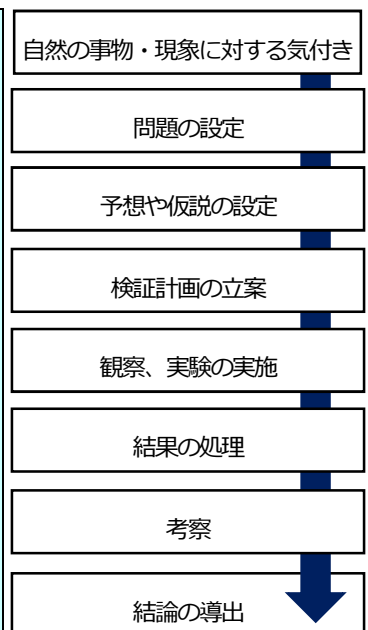 自然の事物・現象に対する気付き
問題の設定
予想や仮説の設定
検証計画の立案
観察、実験の実施
結果の処理
考察
結論の導出